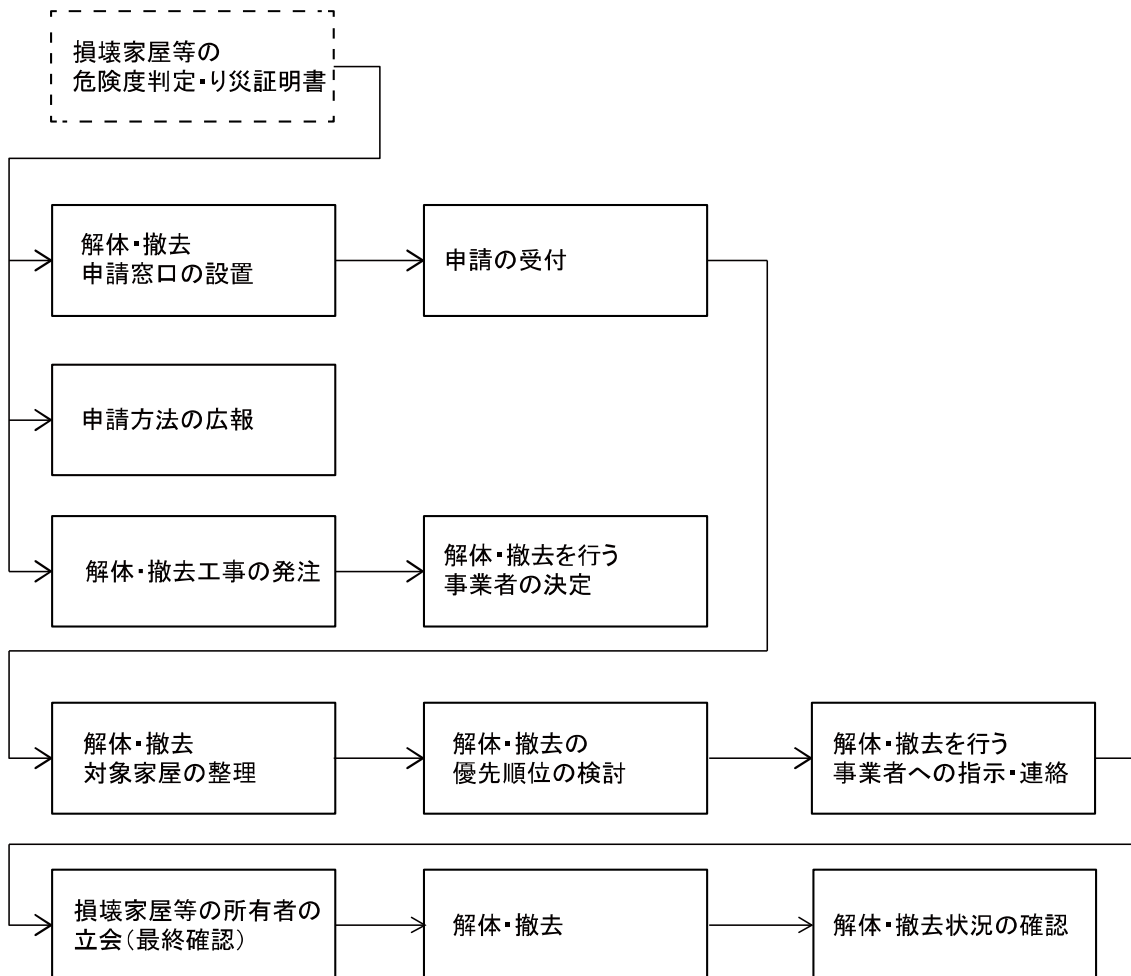 損壊家屋等の
危険度判定・り災証明書
解体・撤去
申請窓口の設置
申請の受付
申請方法の広報
解体・撤去工事の発注
解体・撤去を行う
事業者の決定
解体・撤去
対象家屋の整理
解体・撤去の
優先順位の検討
解体・撤去を行う
事業者への指示・連絡
損壊家屋等の所有者の
立会（最終確認）
解体・撤去
解体・撤去状況の確認